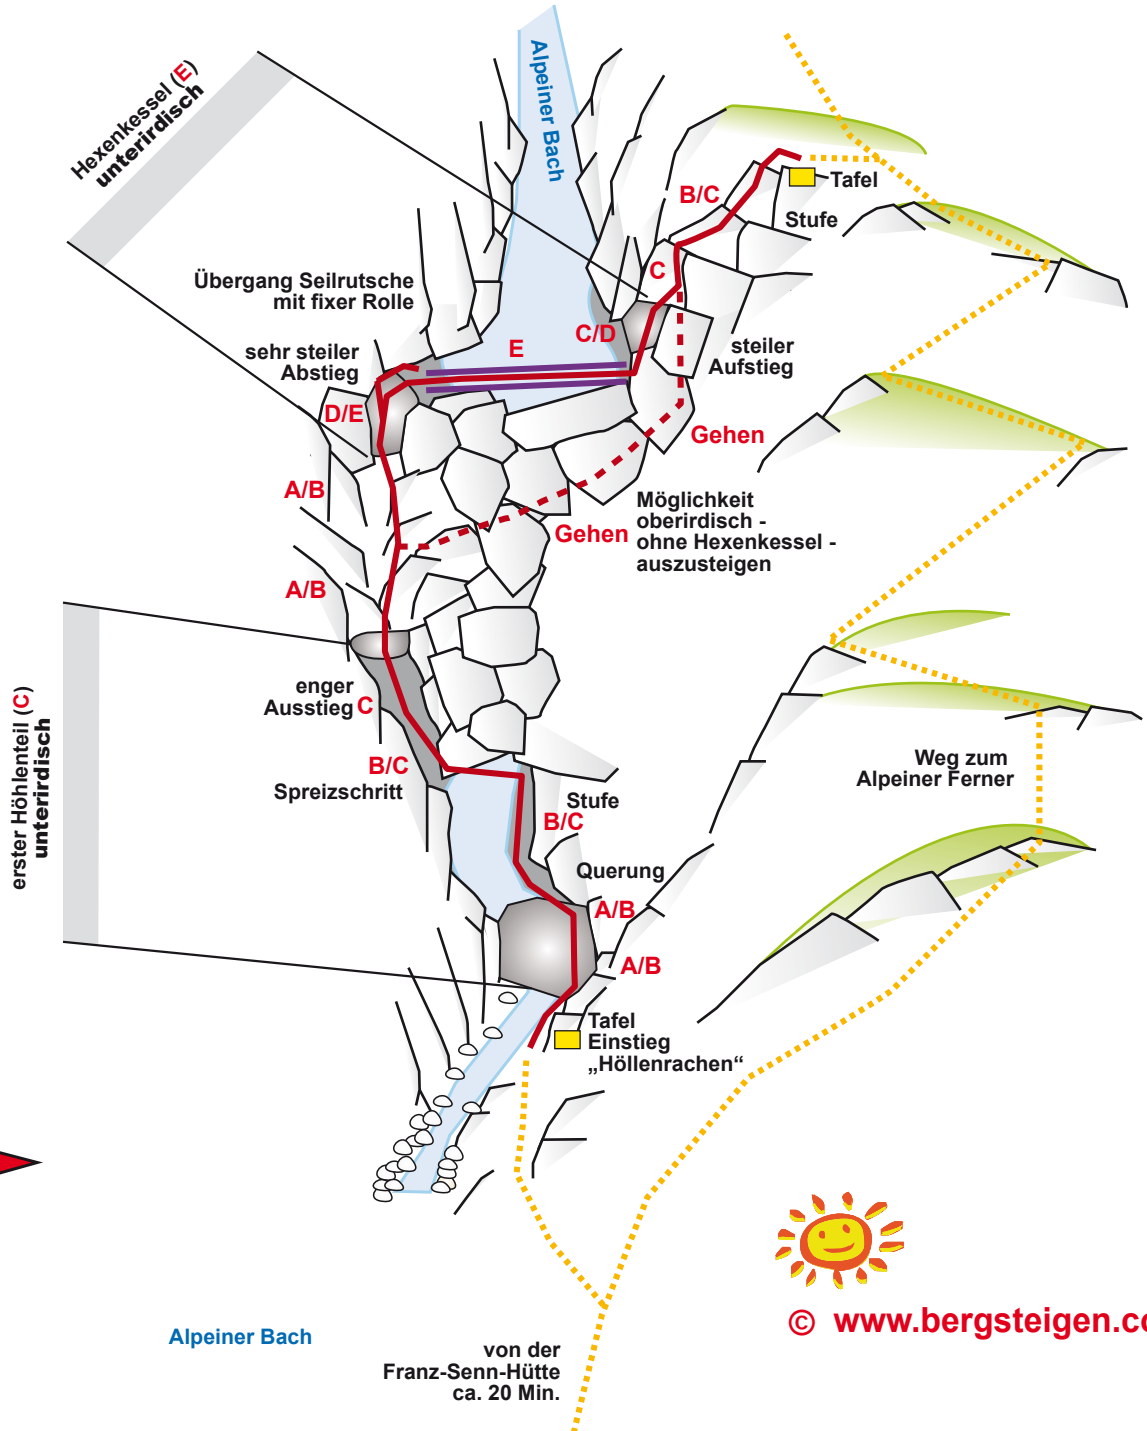 Hexenkessel (E)
unterirdisch
Alpeiner Bach
B/C
Tafel
Stufe
Übergang Seilrutsche
mit fixer Rolle
C
C/D
E
steiler
Aufstieg
sehr steiler
Abstieg
D/E
Gehen
A/B
Möglichkeit
oberirdisch -
ohne Hexenkessel -
auszusteigen
Gehen
A/B
erster Höhlenteil (C)
unterirdisch
enger
Ausstieg C
B/C
Spreizschritt
Stufe
B/C
Weg zum
Alpeiner Ferner
Querung
A/B
A/B
Tafel
Einstieg
„Höllenrachen“
Alpeiner Bach
von der
Franz-Senn-Hütte
ca. 20 Min.
© www.bergsteigen.co